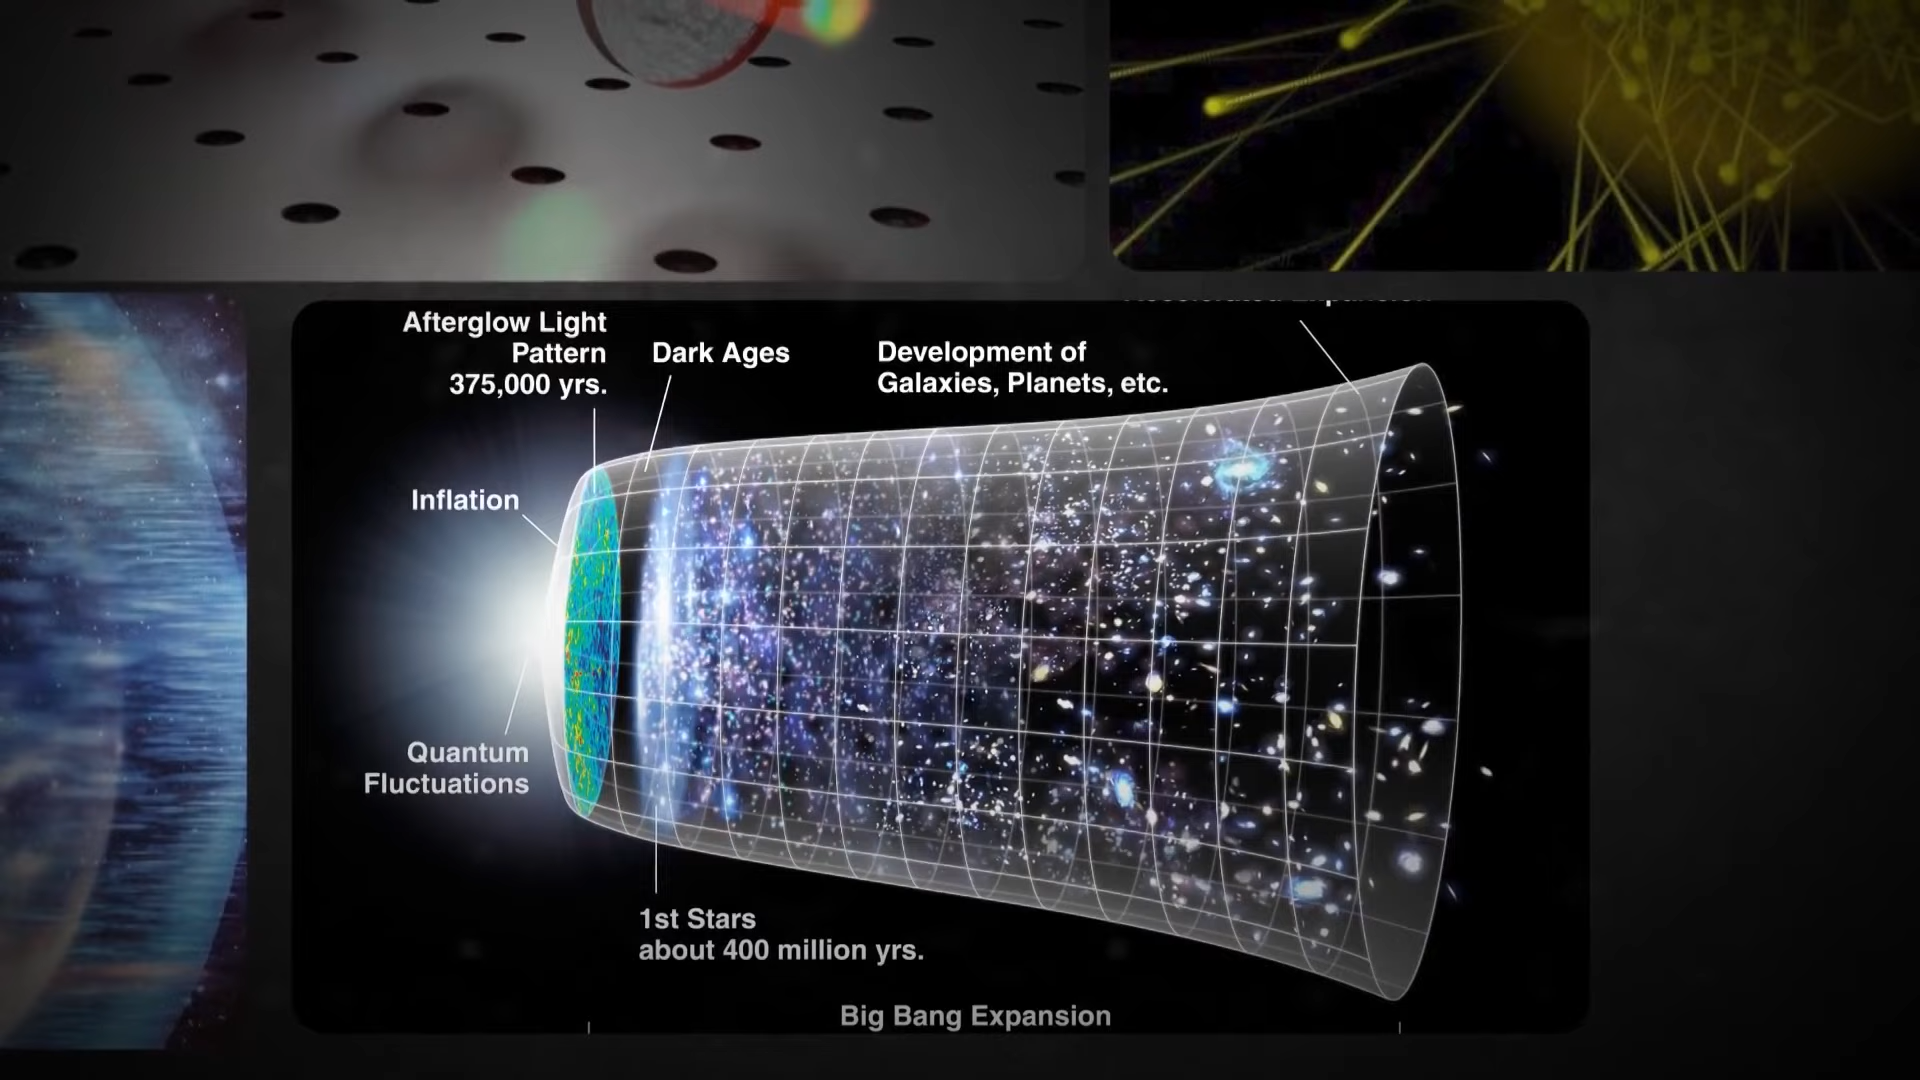 Afterglow Light
Pattern
375,000 yrs.
Dark Ages
Development of
Galaxies, Planets, etc.
Inflation
Quantum
Fluctuations
1st Stars
about 400 million yrs.
Big Bang Expansion